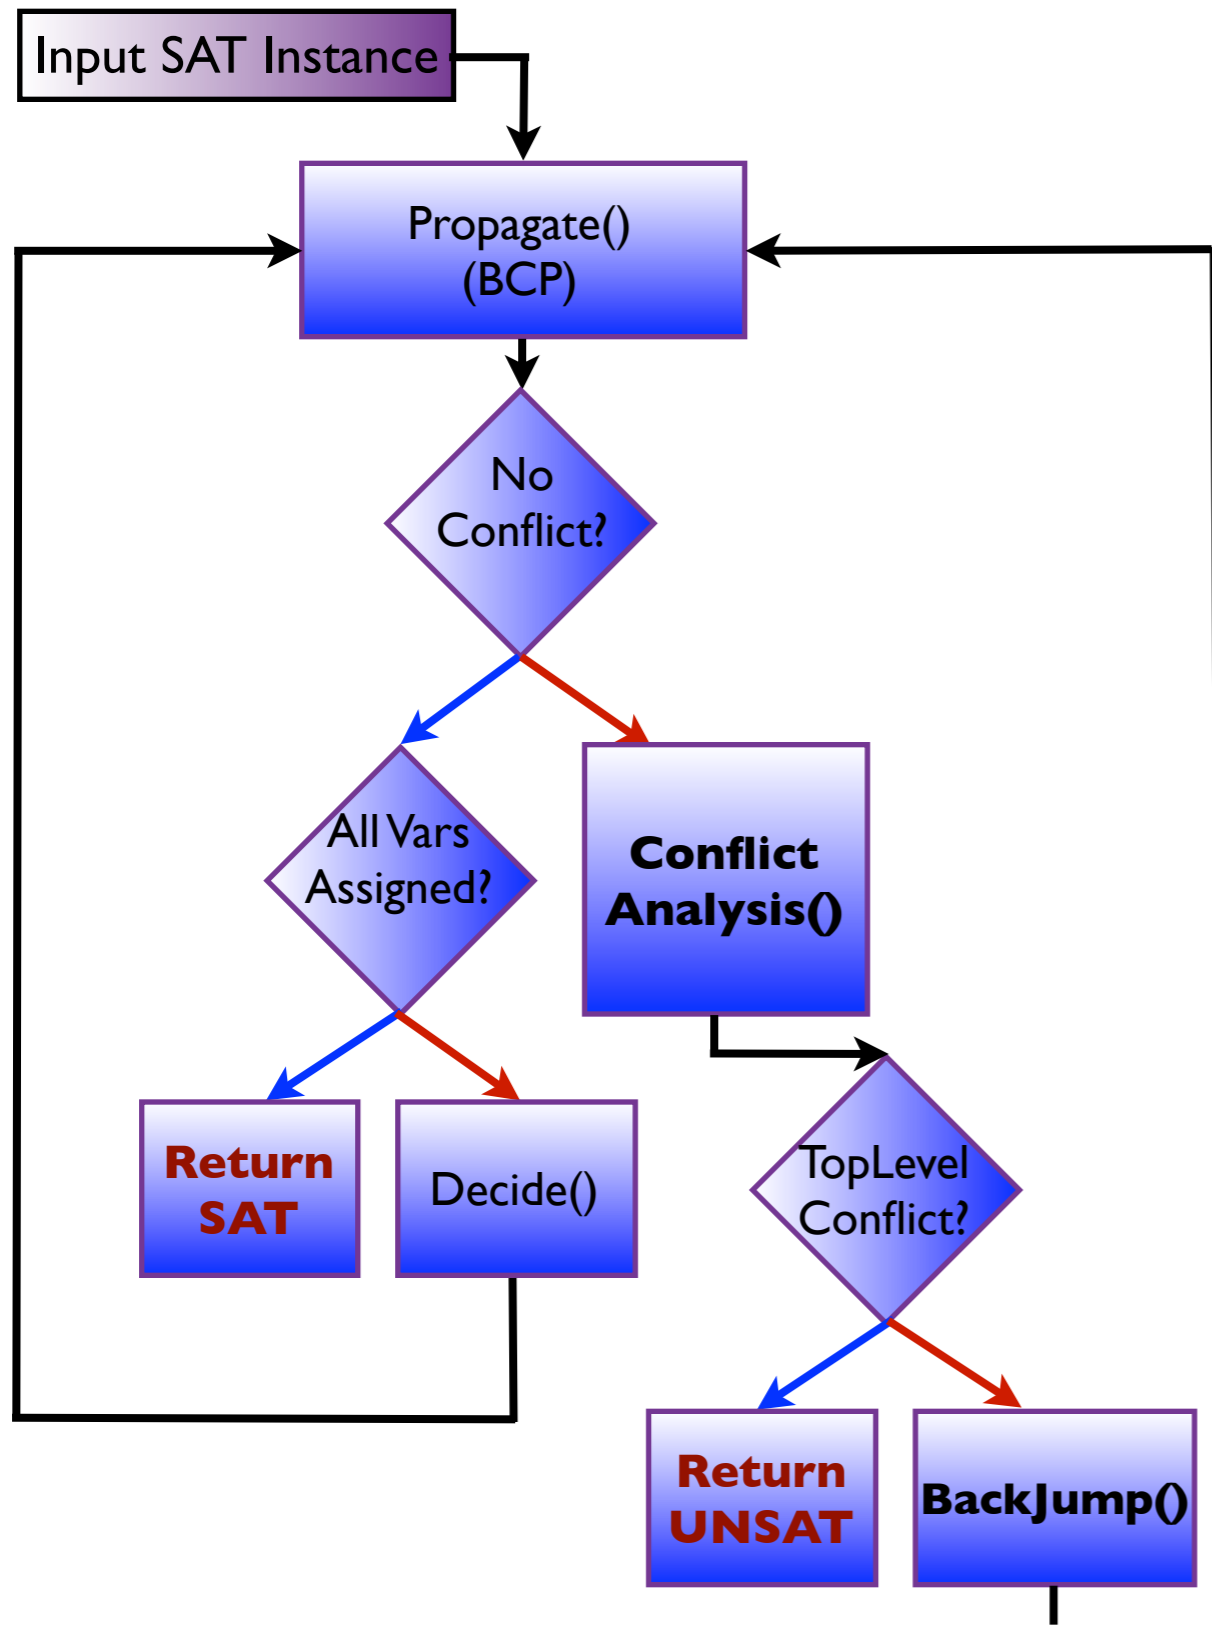 Input SAT Instance
Propagate()
(BCP)
No
Conflict?
All Vars
Assigned?
Conflict
Analysis()
Return
SAT
Decide()
TopLevel
Conflict?
Return
UNSAT
BackJump()